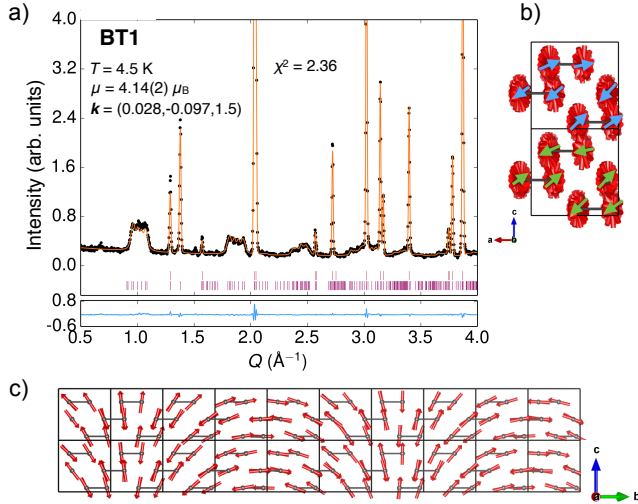 a)
BT1
T = 4.5 K
μ = 4.14(2) μB
k = (0.028,-0.097,1.5)
χ² = 2.36
Intensity (arb. units)
4.0
3.2
2.4
1.6
0.8
0.0
0.8
-0.6
0.5 1.0 1.5 2.0 2.5 3.0 3.5 4.0
Q (Å⁻¹)
b)
c
a
c)
c
a
b